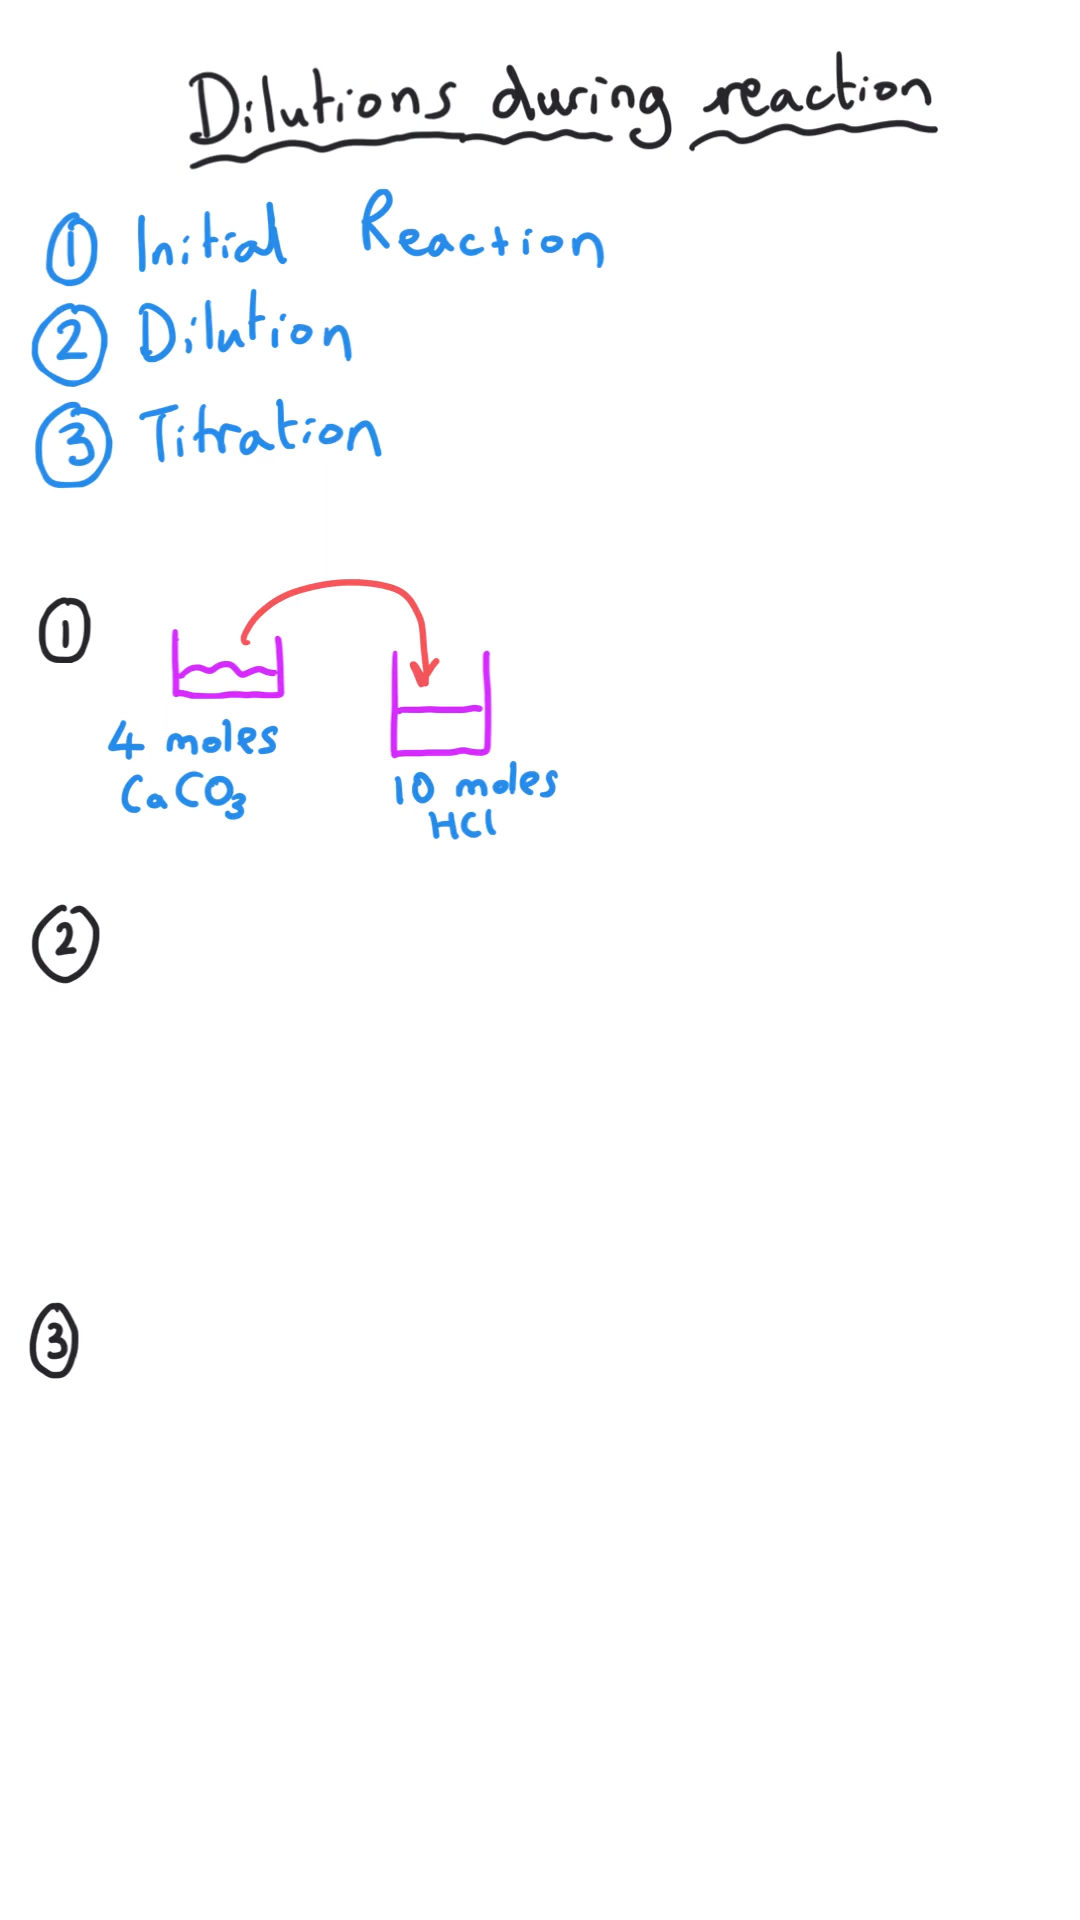 Dilutions during reaction
① Initial Reaction
② Dilution
③ Titration
①
4 moles
CaCO₃
10 moles
HCl
②
③